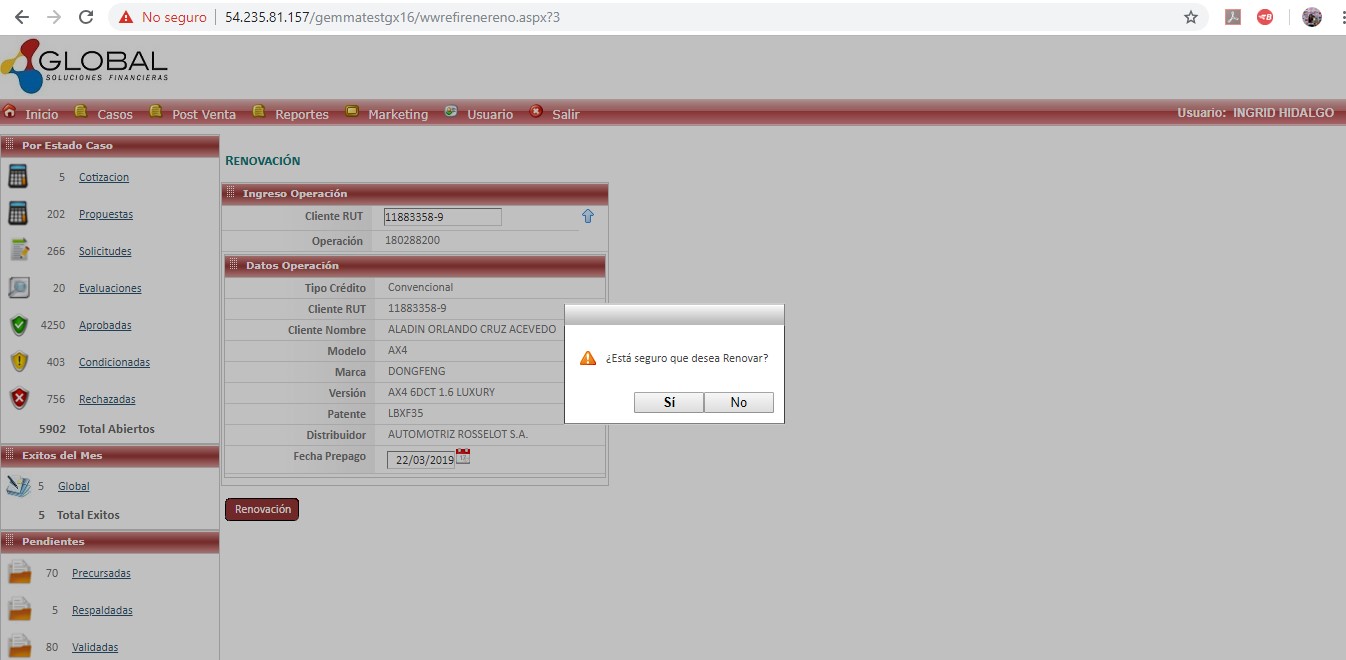 No seguro 54.235.81.157/gemmatestgx16/wwrefirenereno.aspx?3
GLOBAL
SOLUCIONES FINANCIERAS
Inicio Casos Post Venta Reportes Marketing Usuario Salir Usuario: INGRID HIDALGO
Por Estado Caso
5 Cotizacion
202 Propuestas
266 Solicitudes
20 Evaluaciones
4250 Aprobadas
403 Condicionadas
756 Rechazadas
5902 Total Abiertos
Exitos del Mes
5 Global
5 Total Exitos
Pendientes
70 Precursadas
5 Respaldadas
80 Validadas
RENOVACIÓN
Ingreso Operación
Cliente RUT 11883358-9
Operación 180288200
Datos Operación
Tipo Crédito Convencional
Cliente RUT 11883358-9
Cliente Nombre ALADIN ORLANDO CRUZ ACEVEDO
Modelo AX4
Marca DONGFENG
Versión AX4 6DCT 1.6 LUXURY
Patente LBXF35
Distribuidor AUTOMOTRIZ ROSSELOT S.A.
Fecha Prepago 22/03/2019
Renovación
¿Está seguro que desea Renovar?
Sí No